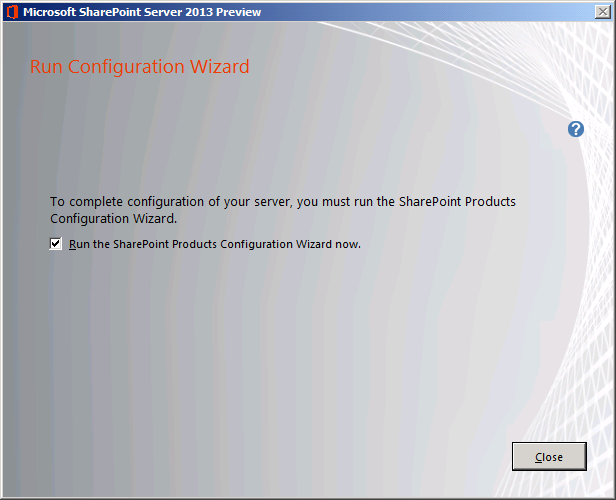 Microsoft SharePoint Server 2013 Preview
Run Configuration Wizard
?
To complete configuration of your server, you must run the SharePoint Products
Configuration Wizard.
Run the SharePoint Products Configuration Wizard now.
Close